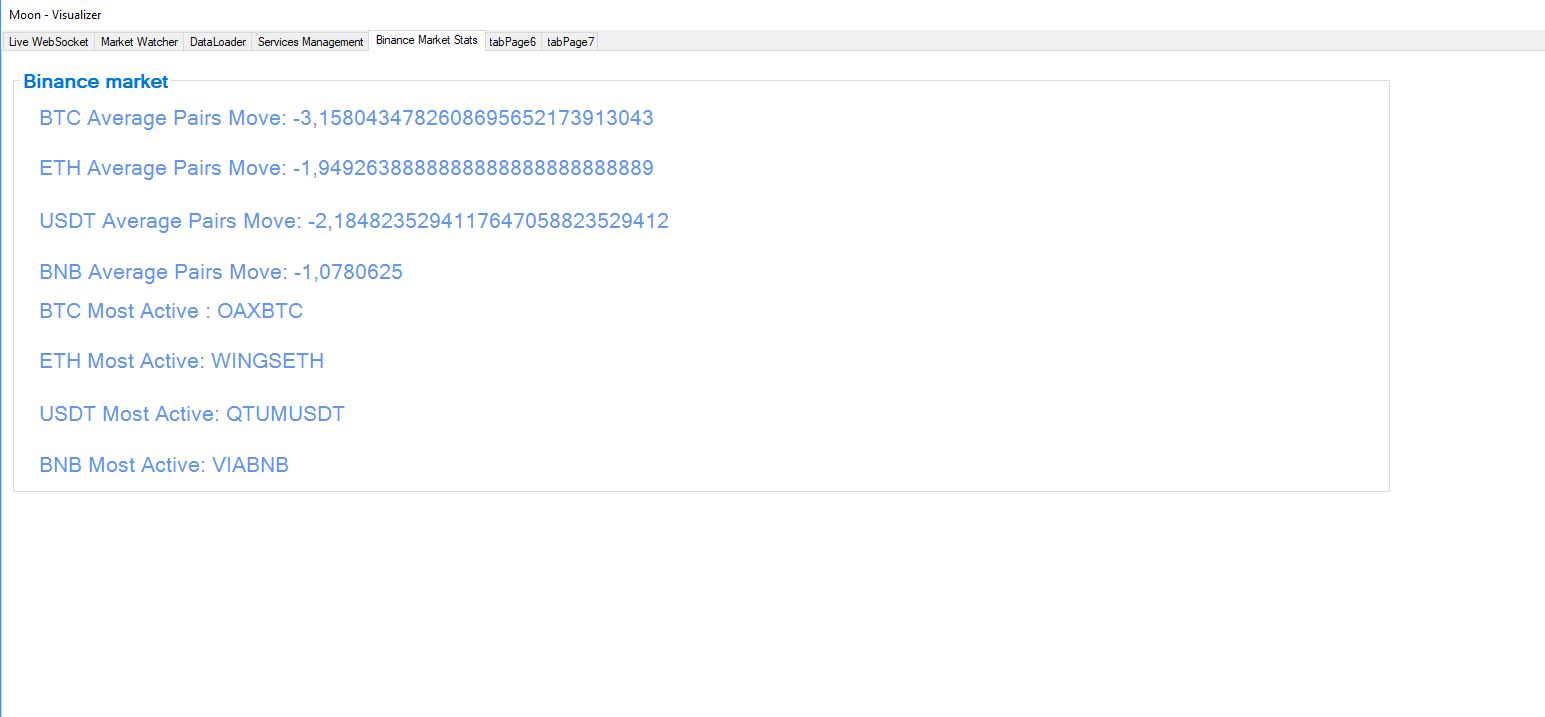 Moon - Visualizer
Live WebSocket Market Watcher DataLoader Services Management Binance Market Stats tabPage6 tabPage7
Binance market
BTC Average Pairs Move: -3,1580434782608695652173913043
ETH Average Pairs Move: -1,9492638888888888888888888889
USDT Average Pairs Move: -2,1848235294117647058823529412
BNB Average Pairs Move: -1,0780625
BTC Most Active : OAXBTC
ETH Most Active: WINGSETH
USDT Most Active: QTUMUSDT
BNB Most Active: VIABNB